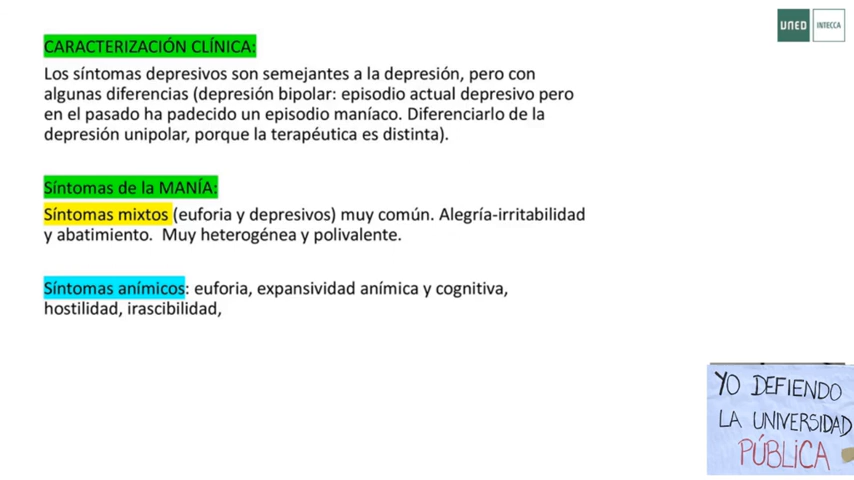 UNED
INTECCA
CARACTERIZACIÓN CLÍNICA:
Los síntomas depresivos son semejantes a la depresión, pero con
algunas diferencias (depresión bipolar: episodio actual depresivo pero
en el pasado ha padecido un episodio maníaco. Diferenciarlo de la
depresión unipolar, porque la terapéutica es distinta).
Síntomas de la MANÍA:
Síntomas mixtos (euforia y depresivos) muy común. Alegría-irritabilidad
y abatimiento. Muy heterogénea y polivalente.
Síntomas anímicos: euforia, expansividad anímica y cognitiva,
hostilidad, irascibilidad,
YO DEFIENDO
LA UNIVERSIDAD
PÚBLICA